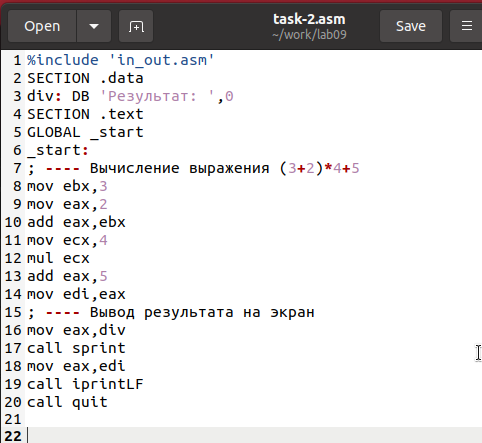 Open
task-2.asm
~/work/lab09
Save
1 %include 'in_out.asm'
2 SECTION .data
3 div: DB 'Результат: ',0
4 SECTION .text
5 GLOBAL _start
6 _start:
7 ; ---- Вычисление выражения (3+2)*4+5
8 mov ebx,3
9 mov eax,2
10 add eax,ebx
11 mov ecx,4
12 mul ecx
13 add eax,5
14 mov edi,eax
15 ; ---- Вывод результата на экран
16 mov eax,div
17 call sprint
18 mov eax,edi
19 call iprintLF
20 call quit
21
22